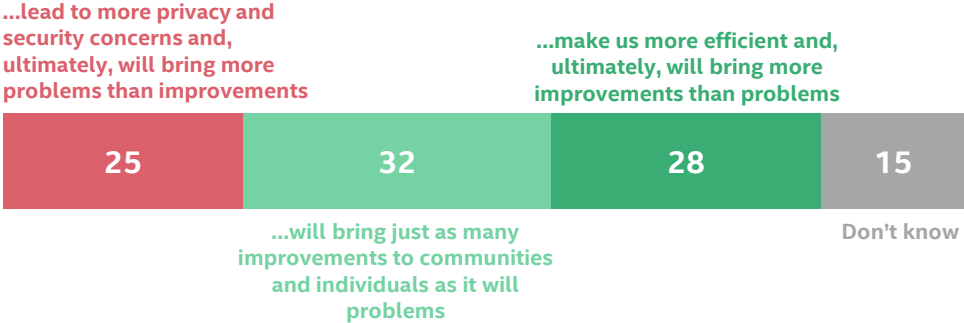 ...lead to more privacy and
security concerns and,
ultimately, will bring more
problems than improvements
...make us more efficient and,
ultimately, will bring more
improvements than problems
25
32
28
15
...will bring just as many
improvements to communities
and individuals as it will
problems
Don't know